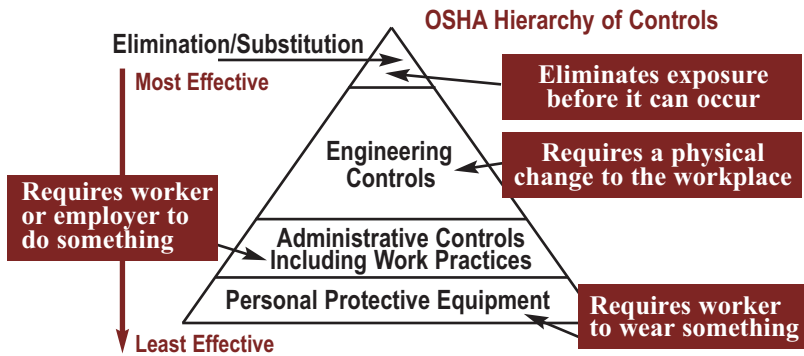 OSHA Hierarchy of Controls
Elimination/Substitution
Most Effective
Eliminates exposure
before it can occur
Engineering
Controls
Requires a physical
change to the workplace
Requires worker
or employer to
do something
Administrative Controls
Including Work Practices
Personal Protective Equipment
Requires worker
to wear something
Least Effective